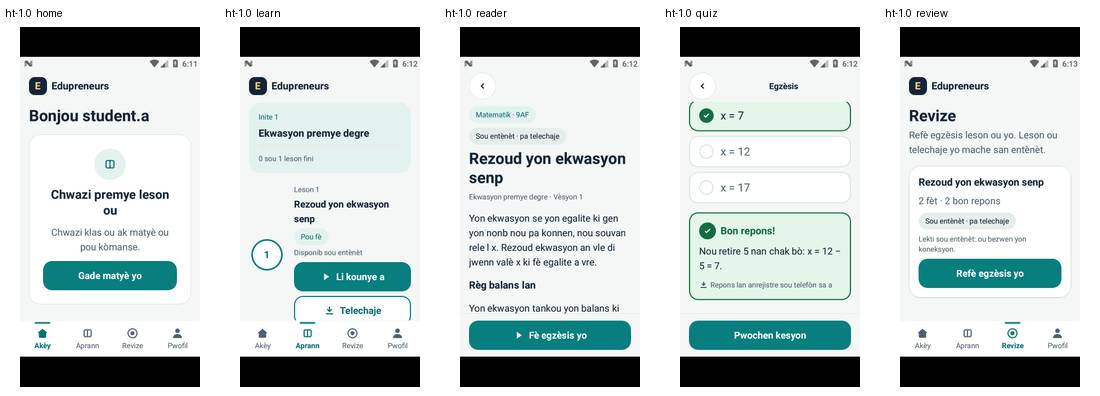 ht-1.0 home
6:11
E Edupreneurs
Bonjou student.a
Chwazi premye leson
ou
Chwazi klas ou ak matyè ou
pou kòmanse.
Gade matyè yo
Akèy Aprann Revize Pwofil
ht-1.0 learn
6:12
E Edupreneurs
Inite 1
Ekwasyon premye degre
0 sou 1 leson fini
Leson 1
Rezoud yon ekwasyon
senp
Pou fè
1
Disponib sou entènèt
Li kounye a
Telechaje
Akèy Aprann Revize Pwofil
ht-1.0 reader
6:12
Matematik · 9AF
Sou entènèt · pa telechaje
Rezoud yon ekwasyon
senp
Ekwasyon premye degre · Vèsyon 1
Yon ekwasyon se yon egalite ki gen
yon nonb nou pa konnen, nou souvan
rele l x. Rezoud ekwasyon an vle di
jwenn valè x ki fè egalite a vre.
Règ balans lan
Yon ekwasyon tankou yon balans ki
Fè egzèsis yo
ht-1.0 quiz
6:12
Egzèsis
x = 7
x = 12
x = 17
Bon repons!
Nou retire 5 nan chak bò: x = 12 −
5 = 7.
Repons lan anrejistre sou telefòn sa a
Pwochen kesyon
ht-1.0 review
6:13
E Edupreneurs
Revize
Refè egzèsis leson ou yo. Leson ou
telechaje yo mache san entènèt.
Rezoud yon ekwasyon senp
2 fèt · 2 bon repons
Sou entènèt · pa telechaje
Lekti sou entènèt: ou bezwen yon
koneksyon.
Refè egzèsis yo
Akèy Aprann Revize Pwofil